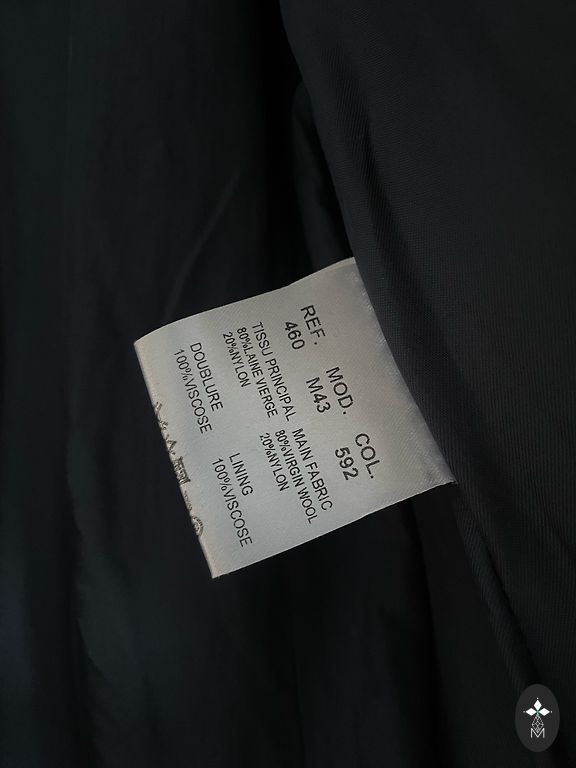 REF. MOD. COL.
460 M43 592
TISSU PRINCIPAL MAIN FABRIC
80%LAINE VIERGE 80%VIRGIN WOOL
20%NYLON 20%NYLON
DOUBLURE LINING
100%VISCOSE 100%VISCOSE
M